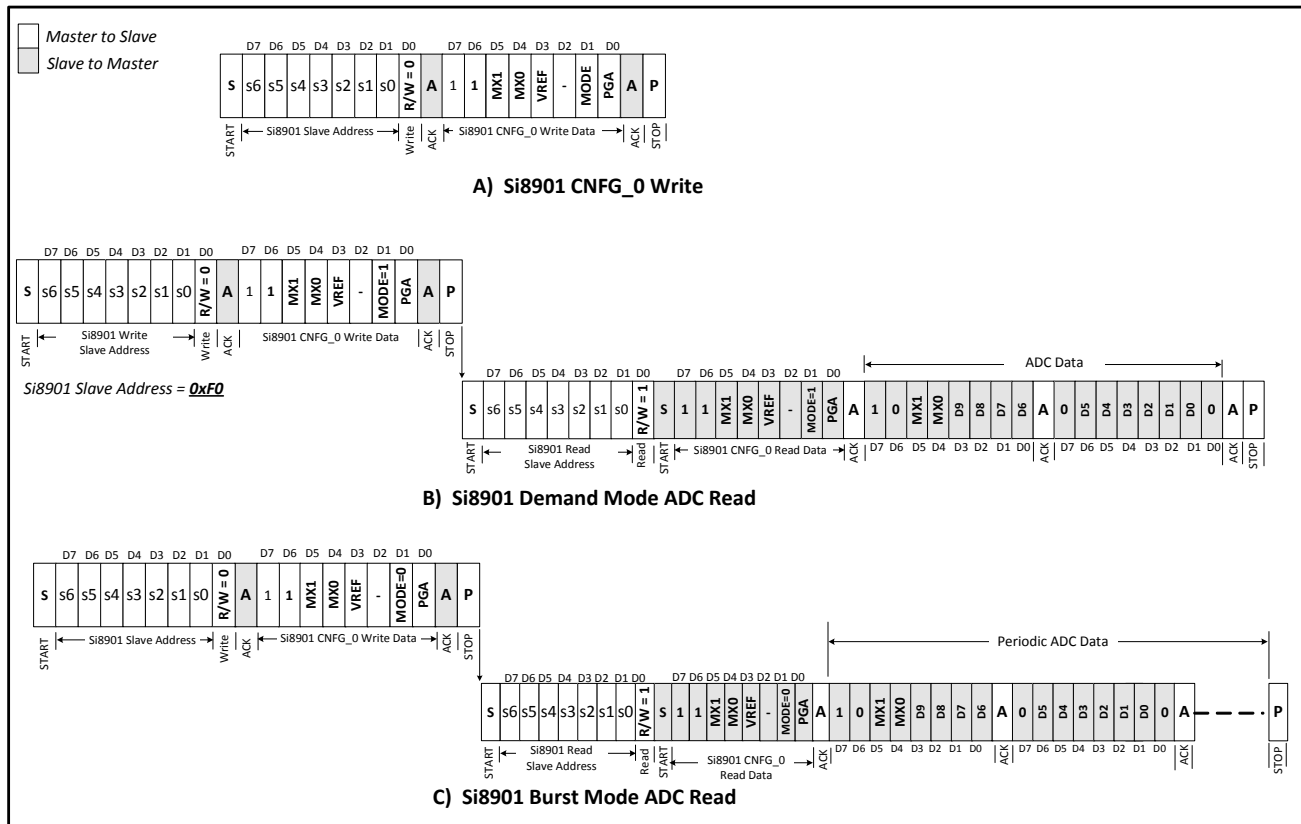 Master to Slave
Slave to Master
D7 D6 D5 D4 D3 D2 D1 D0 D7 D6 D5 D4 D3 D2 D1 D0
S s6 s5 s4 s3 s2 s1 s0 R/W = 0 A 1 1 MX1 MX0 VREF - MODE PGA A P
START Si8901 Slave Address Write ACK Si8901 CNFG_0 Write Data ACK STOP
A) Si8901 CNFG_0 Write
D7 D6 D5 D4 D3 D2 D1 D0 D7 D6 D5 D4 D3 D2 D1 D0
S s6 s5 s4 s3 s2 s1 s0 R/W = 0 A 1 1 MX1 MX0 VREF - MODE=1 PGA A P
START Si8901 Write Slave Address Write ACK Si8901 CNFG_0 Write Data ACK STOP
Si8901 Slave Address = 0xF0
ADC Data
D7 D6 D5 D4 D3 D2 D1 D0 D7 D6 D5 D4 D3 D2 D1 D0
S s6 s5 s4 s3 s2 s1 s0 R/W = 1 S 1 1 MX1 MX0 VREF - MODE=1 PGA A 1 0 MX1 MX0 D9 D8 D7 D6 A 0 D5 D4 D3 D2 D1 D0 0 A P
D7 D6 D5 D4 D3 D2 D1 D0 D7 D6 D5 D4 D3 D2 D1 D0
START Si8901 Read Slave Address Read START Si8901 CNFG_0 Read Data ACK ACK ACK STOP
B) Si8901 Demand Mode ADC Read
D7 D6 D5 D4 D3 D2 D1 D0 D7 D6 D5 D4 D3 D2 D1 D0
S s6 s5 s4 s3 s2 s1 s0 R/W = 0 A 1 1 MX1 MX0 VREF - MODE=0 PGA A P
START Si8901 Slave Address Write ACK Si8901 CNFG_0 Write Data ACK STOP
Periodic ADC Data
D7 D6 D5 D4 D3 D2 D1 D0 D7 D6 D5 D4 D3 D2 D1 D0
S s6 s5 s4 s3 s2 s1 s0 R/W = 1 S 1 1 MX1 MX0 VREF - MODE=0 PGA A 1 0 MX1 MX0 D9 D8 D7 D6 A 0 D5 D4 D3 D2 D1 D0 0 A P
D7 D6 D5 D4 D3 D2 D1 D0 D7 D6 D5 D4 D3 D2 D1 D0
START Si8901 Read Slave Address Read START Si8901 CNFG_0 Read Data ACK ACK ACK STOP
C) Si8901 Burst Mode ADC Read